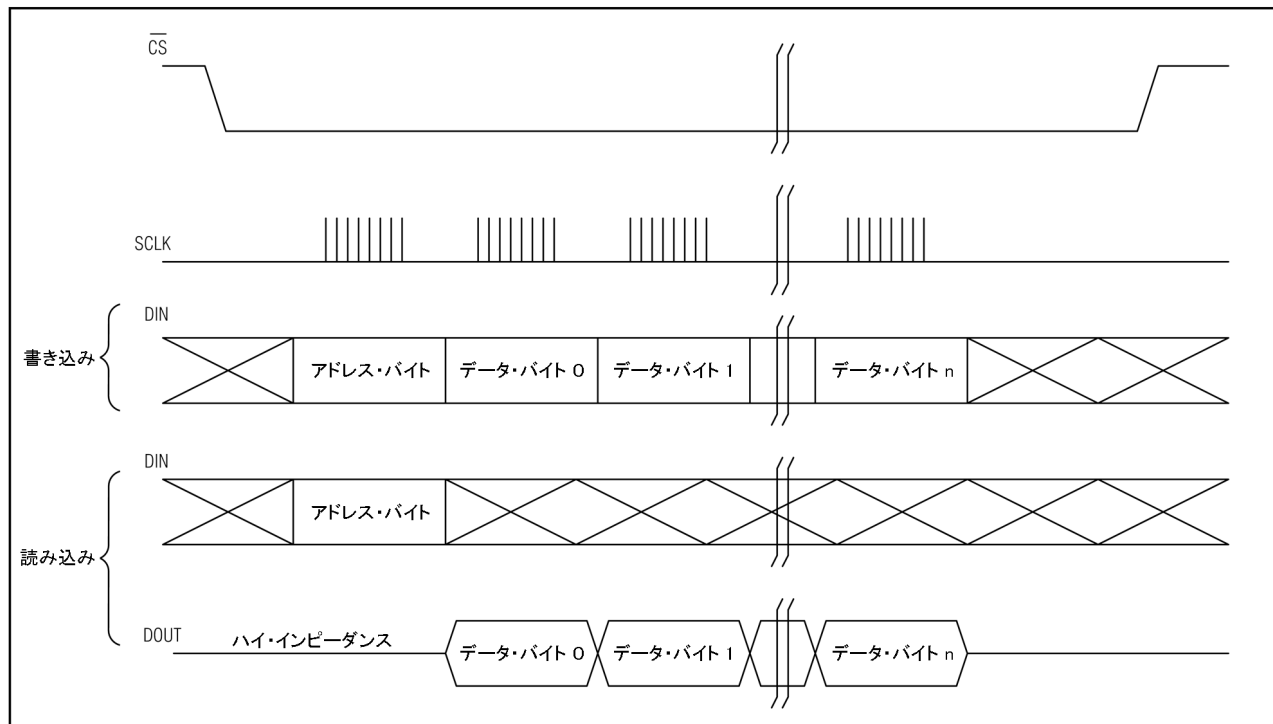 C̅S̅
SCLK
DIN
書き込み
アドレス・バイト データ・バイト 0 データ・バイト 1 データ・バイト n
DIN
アドレス・バイト
読み込み
DOUT
ハイ・インピーダンス
データ・バイト 0 データ・バイト 1 データ・バイト n